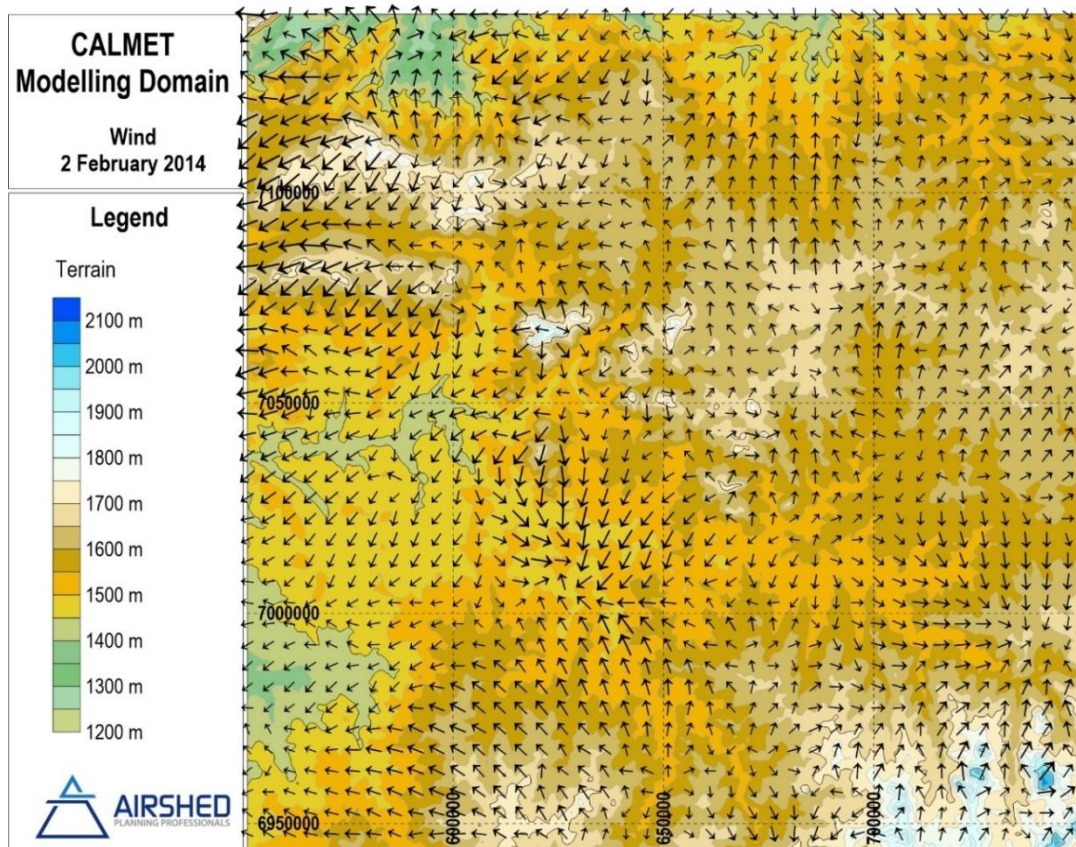 CALMET
Modelling Domain
Wind
2 February 2014
Legend
Terrain
2100 m
2000 m
1900 m
1800 m
1700 m
1600 m
1500 m
1400 m
1300 m
1200 m
AIRSHED
PLANNING PROFESSIONALS
7100000
7050000
7000000
6950000
600000
650000
700000